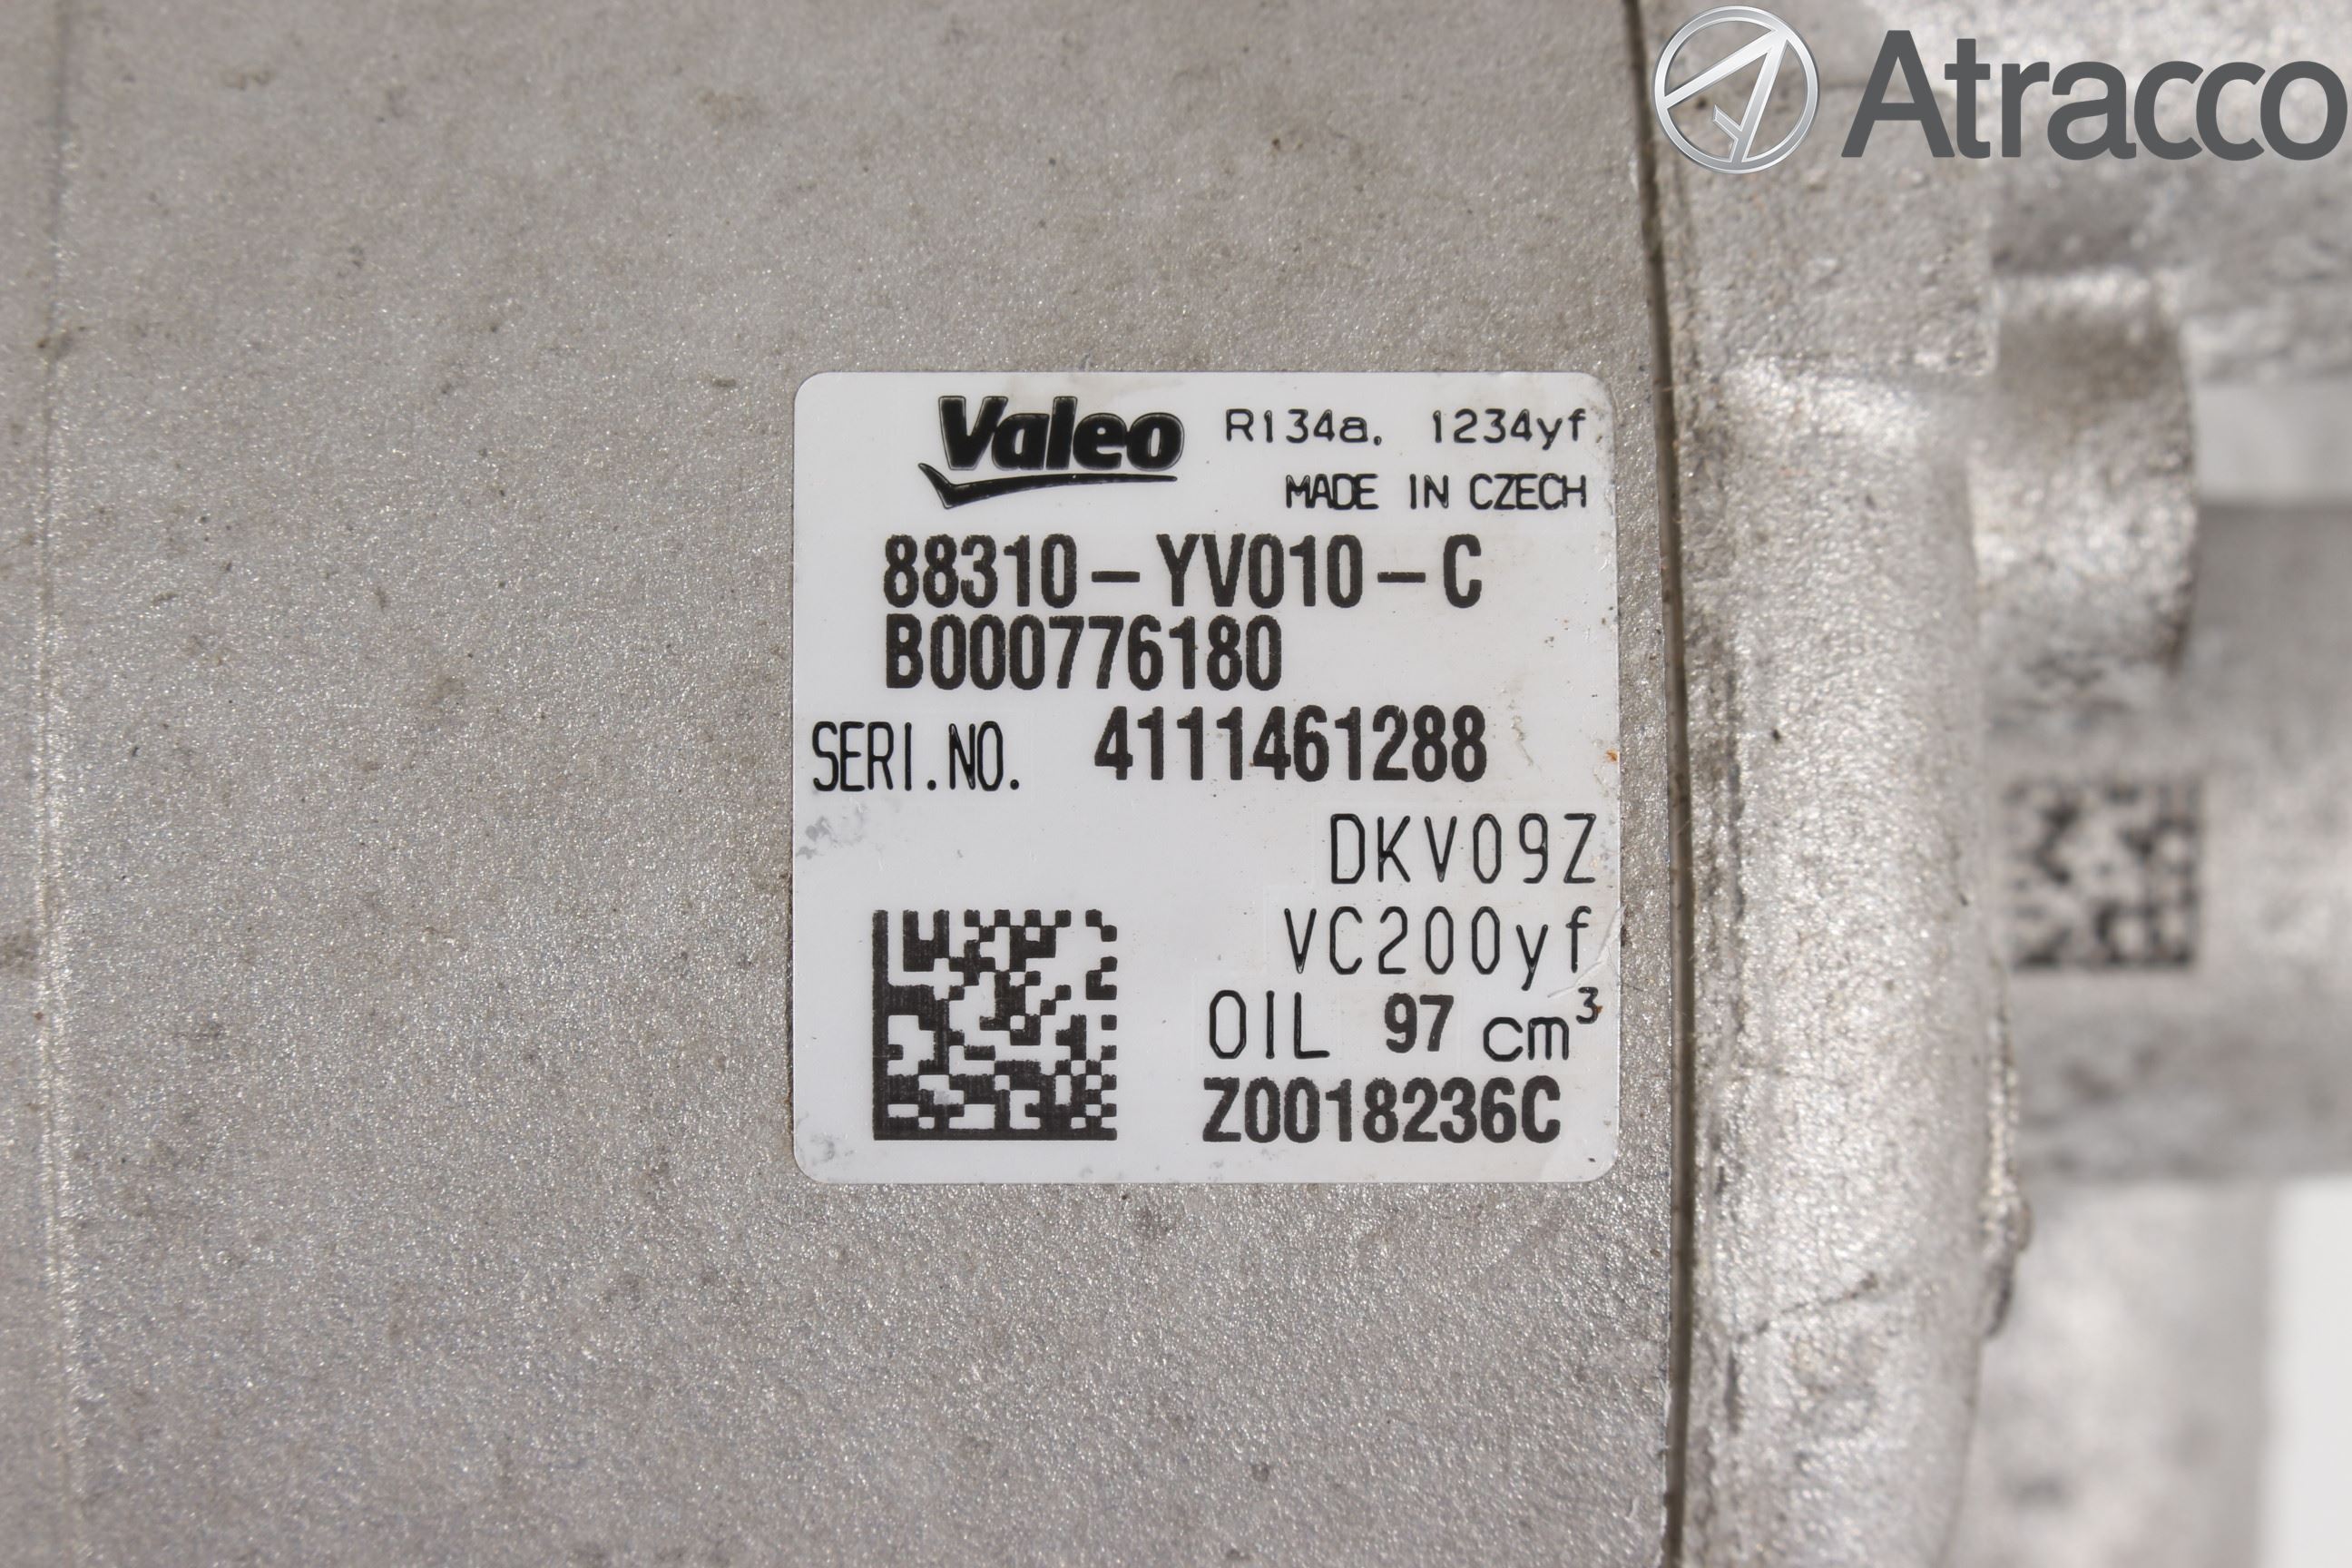 Atracco
Valeo R134a. 1234yf
MADE IN CZECH
88310-YV010-C
B000776180
SERI.NO. 4111461288
DKV09Z
VC200yf
OIL 97 cm³
Z0018236C